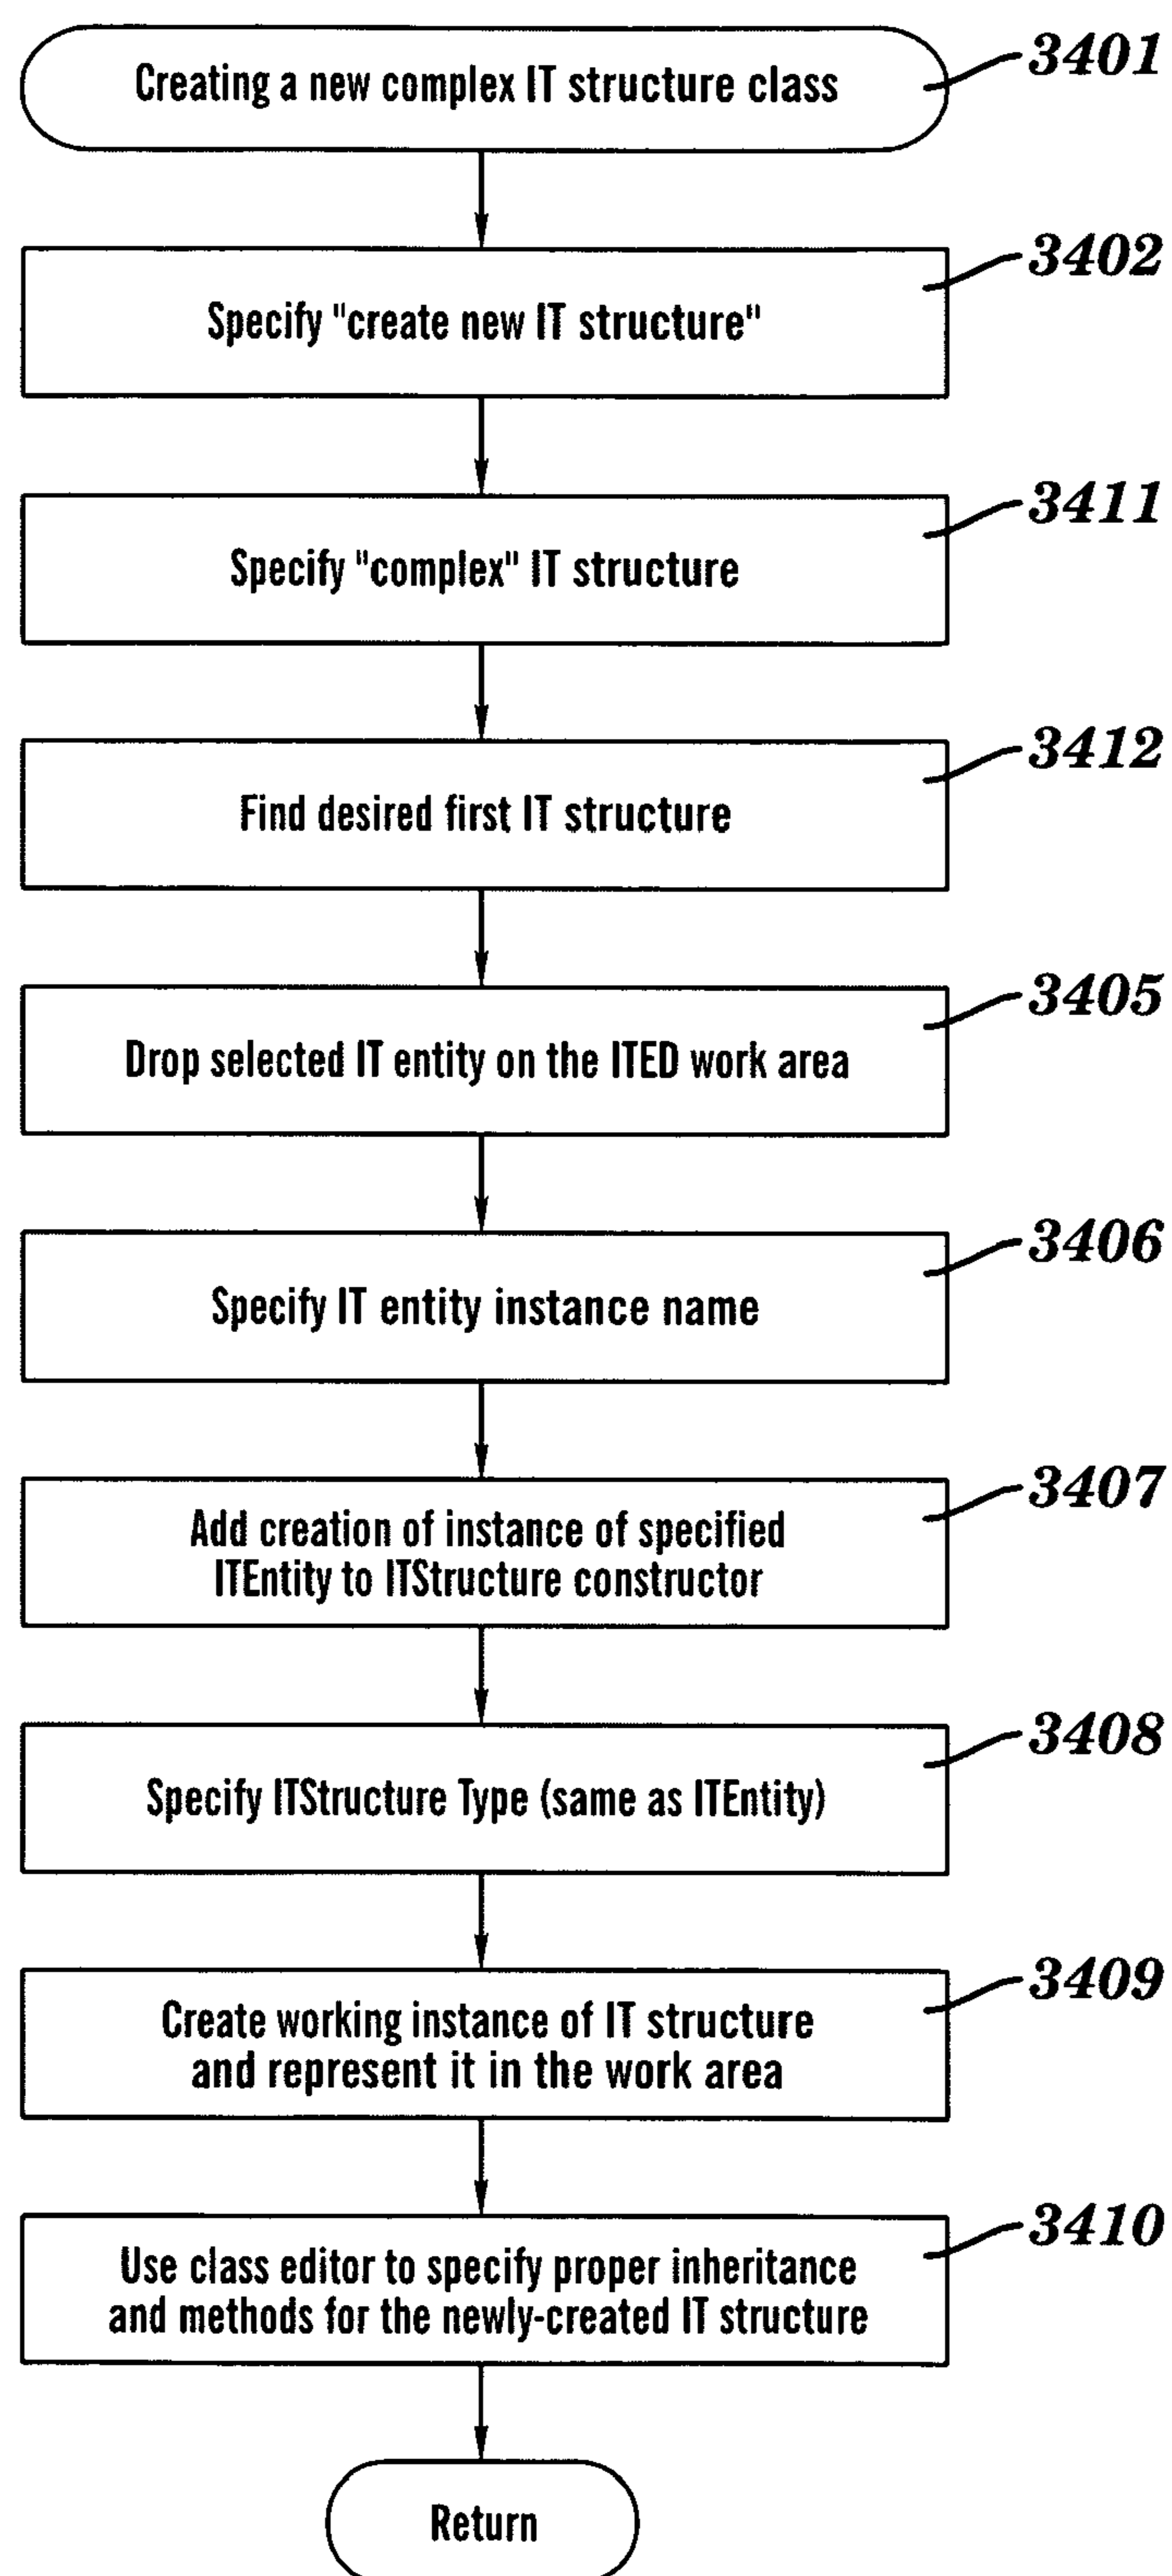 Creating a new complex IT structure class
3401
Specify "create new IT structure"
3402
Specify "complex" IT structure
3411
Find desired first IT structure
3412
Drop selected IT entity on the ITED work area
3405
Specify IT entity instance name
3406
Add creation of instance of specified
ITEntity to ITStructure constructor
3407
Specify ITStructure Type (same as ITEntity)
3408
Create working instance of IT structure
and represent it in the work area
3409
Use class editor to specify proper inheritance
and methods for the newly-created IT structure
3410
Return